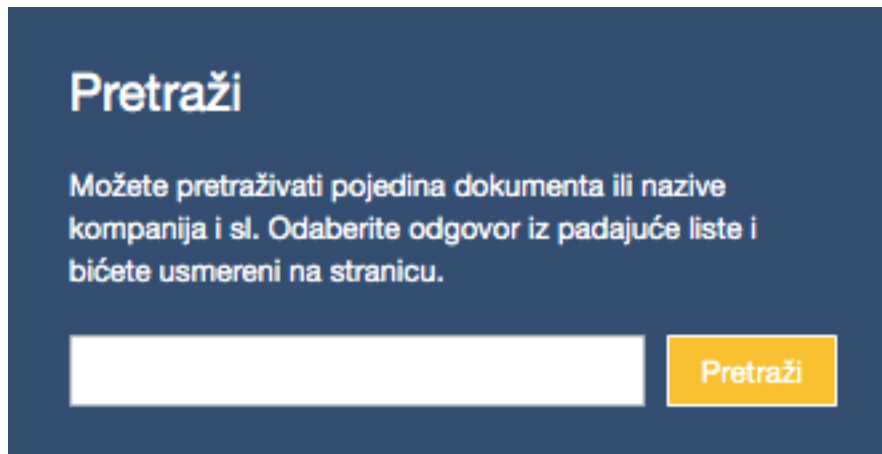 Pretraži
Možete pretraživati pojedina dokumenta ili nazive
kompanija i sl. Odaberite odgovor iz padajuće liste i
bićete usmereni na stranicu.
Pretraži